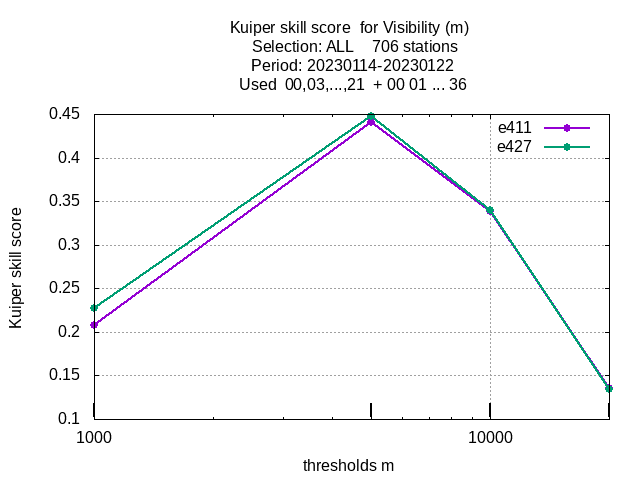 Kuiper skill score  for Visibility (m)
Selection: ALL    706 stations
Period: 20230114-20230122
Used  00,03,...,21  + 00 01 ... 36
0.45
0.4
0.35
0.3
0.25
0.2
0.15
0.1
Kuiper skill score
e411
e427
1000
10000
thresholds m